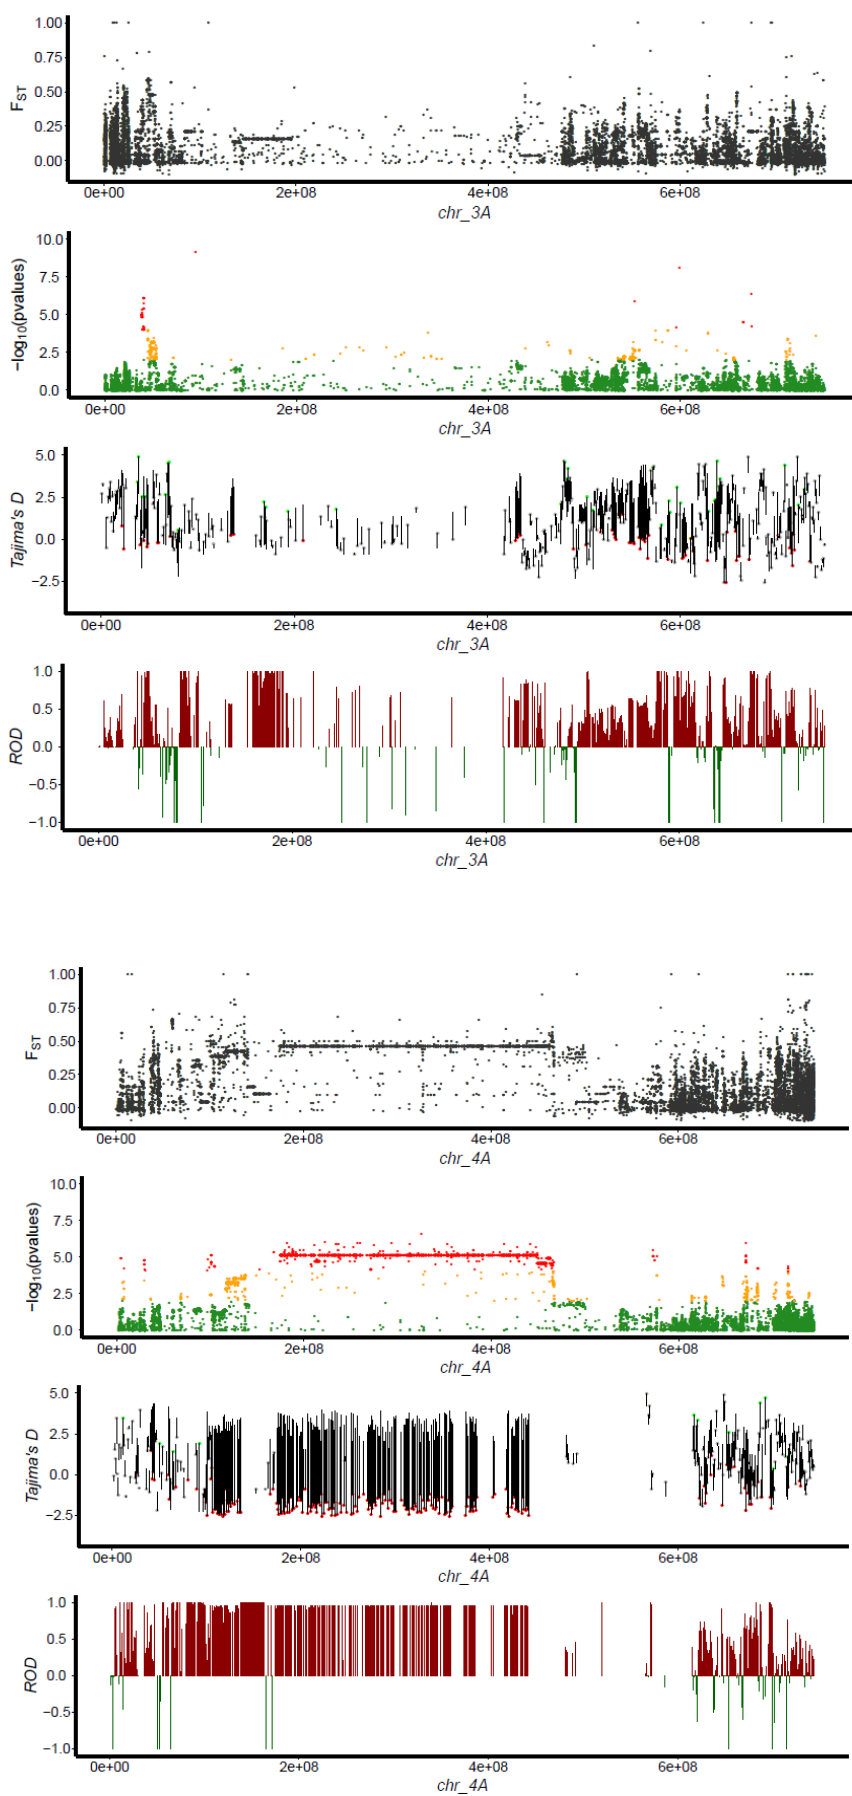 1.00
0.75
0.50
0.25
0.00
FST
0e+00 2e+08 4e+08 6e+08
chr_3A
10.0
7.5
5.0
2.5
0.0
−log10(pvalues)
0e+00 2e+08 4e+08 6e+08
chr_3A
5.0
2.5
0.0
−2.5
Tajima's D
0e+00 2e+08 4e+08 6e+08
chr_3A
1.0
0.5
0.0
−0.5
−1.0
ROD
0e+00 2e+08 4e+08 6e+08
chr_3A
1.00
0.75
0.50
0.25
0.00
FST
0e+00 2e+08 4e+08 6e+08
chr_4A
10.0
7.5
5.0
2.5
0.0
−log10(pvalues)
0e+00 2e+08 4e+08 6e+08
chr_4A
5.0
2.5
0.0
−2.5
Tajima's D
0e+00 2e+08 4e+08 6e+08
chr_4A
1.0
0.5
0.0
−0.5
−1.0
ROD
0e+00 2e+08 4e+08 6e+08
chr_4A